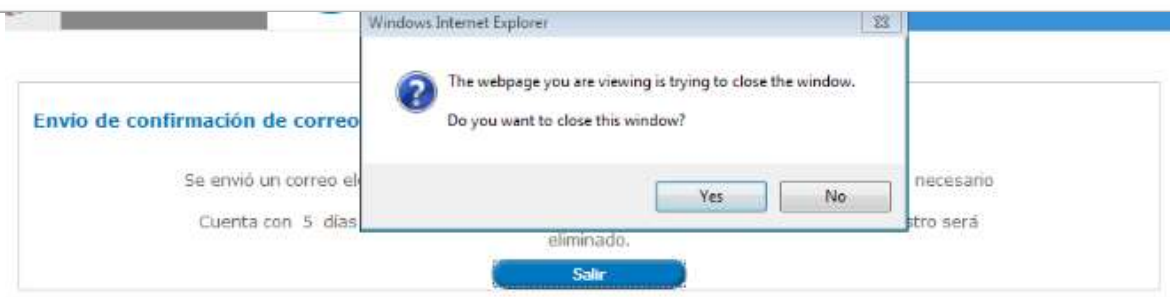 Windows Internet Explorer
The webpage you are viewing is trying to close the window.
Do you want to close this window?
Yes No
Envio de confirmación de correo
Se envió un correo necesario
Cuenta con 5 días será
eliminado.
Salir